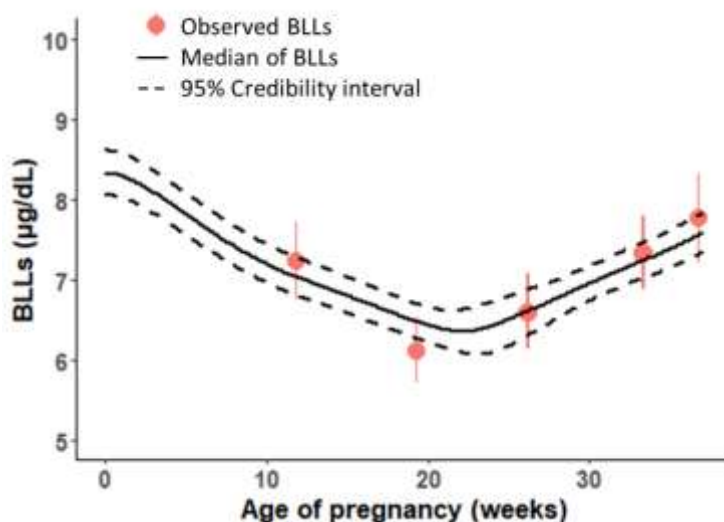 Observed BLLs
Median of BLLs
95% Credibility interval
BLLs (µg/dL)
10
9
8
7
6
5
0 10 20 30
Age of pregnancy (weeks)